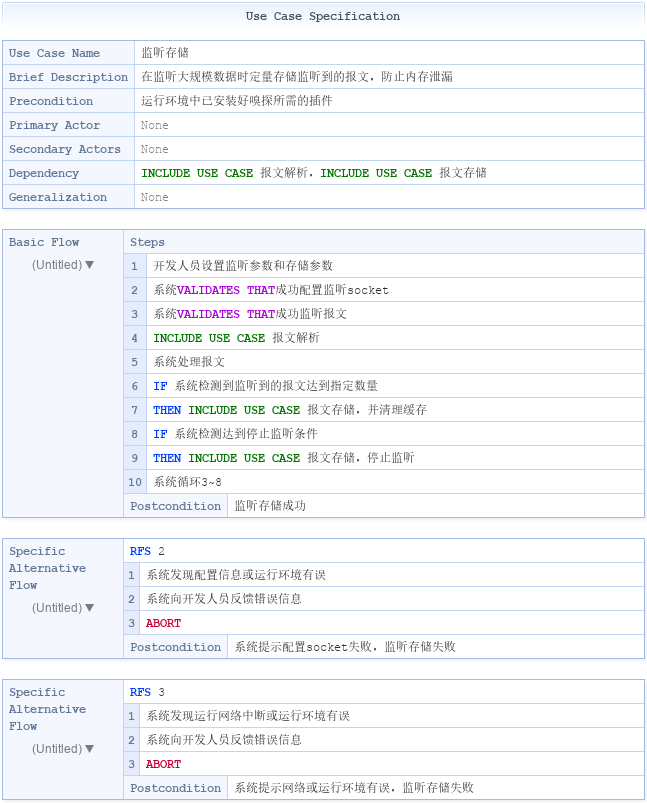 Use Case Specification
Use Case Name 监听存储
Brief Description 在监听大规模数据时定量存储监听到的报文，防止内存泄漏
Precondition 运行环境中已安装好嗅探所需的插件
Primary Actor None
Secondary Actors None
Dependency INCLUDE USE CASE 报文解析，INCLUDE USE CASE 报文存储
Generalization None
Basic Flow Steps
(Untitled) ▼
1 开发人员设置监听参数和存储参数
2 系统VALIDATES THAT成功配置监听socket
3 系统VALIDATES THAT成功监听报文
4 INCLUDE USE CASE 报文解析
5 系统处理报文
6 IF 系统检测到监听到的报文达到指定数量
7 THEN INCLUDE USE CASE 报文存储，并清理缓存
8 IF 系统检测达到停止监听条件
9 THEN INCLUDE USE CASE 报文存储，停止监听
10 系统循环3~8
Postcondition 监听存储成功
Specific
Alternative
Flow
(Untitled) ▼
RFS 2
1 系统发现配置信息或运行环境有误
2 系统向开发人员反馈错误信息
3 ABORT
Postcondition 系统提示配置socket失败，监听存储失败
Specific
Alternative
Flow
(Untitled) ▼
RFS 3
1 系统发现运行网络中断或运行环境有误
2 系统向开发人员反馈错误信息
3 ABORT
Postcondition 系统提示网络或运行环境有误，监听存储失败